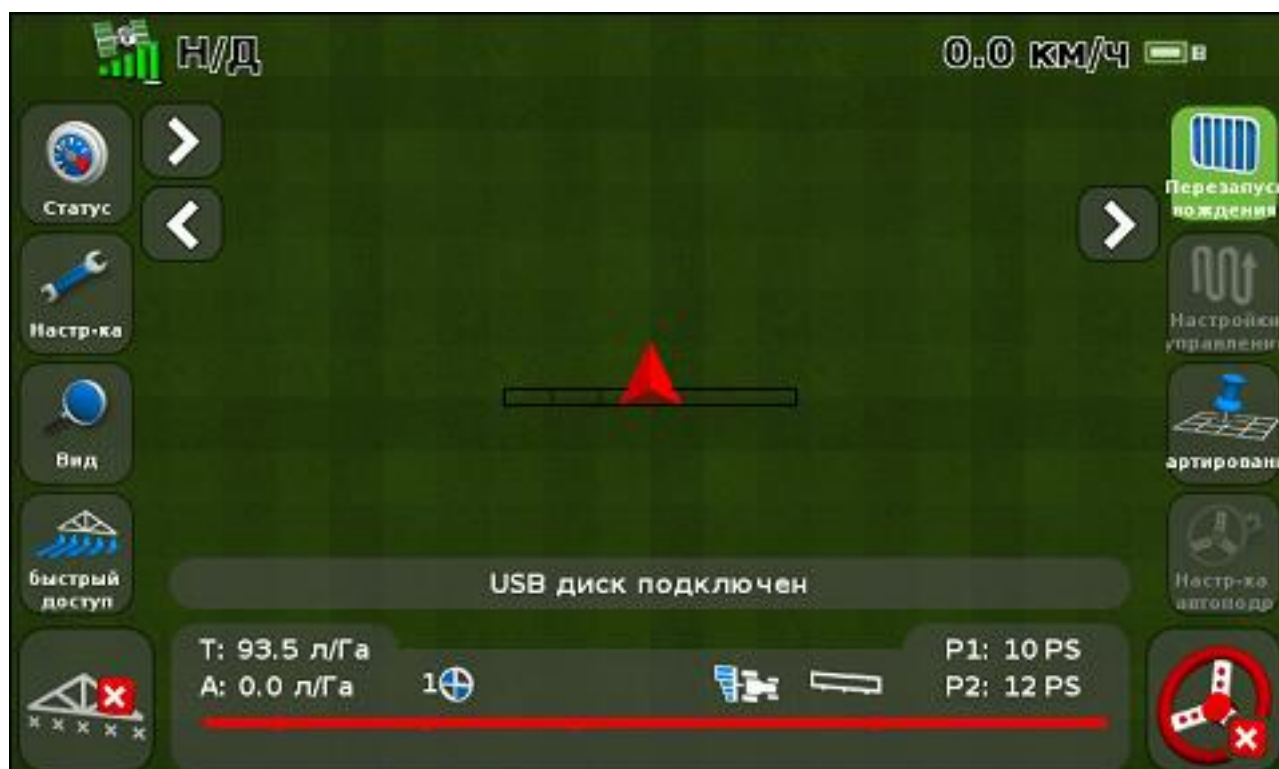 Н/Д
0.0 км/ч
В
Статус
Перезапус
вождения
Настр-ка
Настройки
управлени
Вид
артирован
быстрый
доступ
USB диск подключен
Настр-ка
автоподр
Т: 93.5 л/Га
А: 0.0 л/Га
1
P1: 10 PS
P2: 12 PS